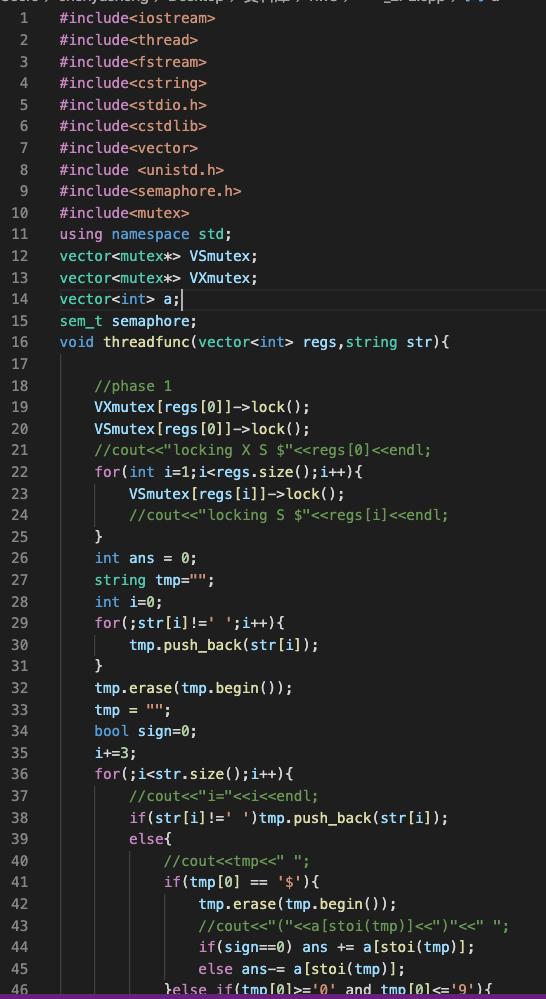 1 #include<iostream>
2 #include<thread>
3 #include<fstream>
4 #include<cstring>
5 #include<stdio.h>
6 #include<cstdlib>
7 #include<vector>
8 #include <unistd.h>
9 #include<semaphore.h>
10 #include<mutex>
11 using namespace std;
12 vector<mutex*> VSmutex;
13 vector<mutex*> VXmutex;
14 vector<int> a;
15 sem_t semaphore;
16 void threadfunc(vector<int> regs,string str){
17
18 //phase 1
19 VXmutex[regs[0]]->lock();
20 VSmutex[regs[0]]->lock();
21 //cout<<"locking X S $"<<regs[0]<<endl;
22 for(int i=1;i<regs.size();i++){
23 VSmutex[regs[i]]->lock();
24 //cout<<"locking S $"<<regs[i]<<endl;
25 }
26 int ans = 0;
27 string tmp="";
28 int i=0;
29 for(;str[i]!=' ';i++){
30 tmp.push_back(str[i]);
31 }
32 tmp.erase(tmp.begin());
33 tmp = "";
34 bool sign=0;
35 i+=3;
36 for(;i<str.size();i++){
37 //cout<<"i="<<i<<endl;
38 if(str[i]!=' ')tmp.push_back(str[i]);
39 else{
40 //cout<<tmp<<" ";
41 if(tmp[0] == '$'){
42 tmp.erase(tmp.begin());
43 //cout<<"("<<a[stoi(tmp)]<<")"<<" ";
44 if(sign==0) ans += a[stoi(tmp)];
45 else ans-= a[stoi(tmp)];
46 }else if(tmp[0]>='0' and tmp[0]<='9'){